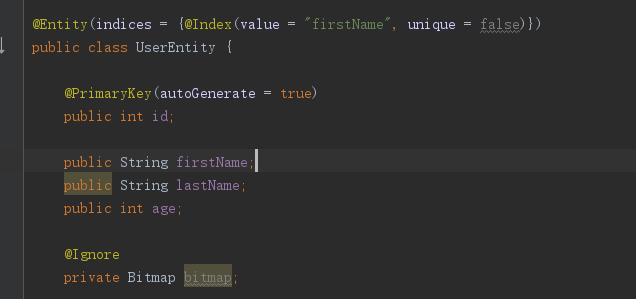 @Entity(indices = {@Index(value = "firstName", unique = false)})
public class UserEntity {
@PrimaryKey(autoGenerate = true)
public int id;
public String firstName;
public String lastName;
public int age;
@Ignore
private Bitmap bitmap;